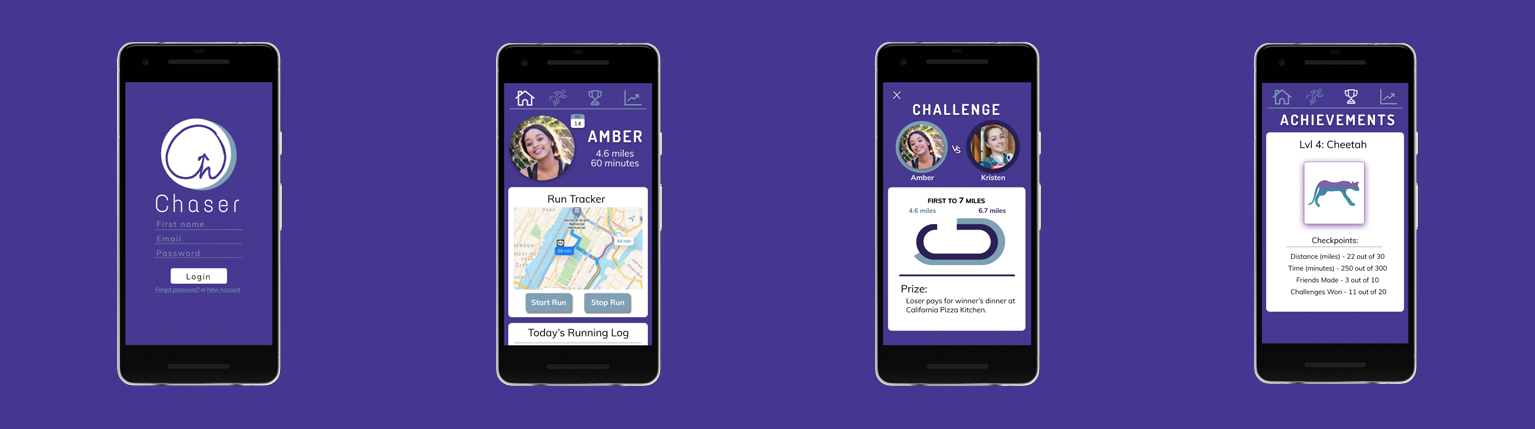 Chaser
First name
Email
Password
Login
Forgot password? or New Account
14
AMBER
4.6 miles
60 minutes
Run Tracker
General Grant
National
Memorial
44 min
39 min
Start Run
Stop Run
Today's Running Log
CHALLENGE
Vs
Amber
Kristen
FIRST TO 7 MILES
4.6 miles
6.7 miles
Prize:
Loser pays for winner's dinner at
California Pizza Kitchen.
ACHIEVEMENTS
Lvl 4: Cheetah
Checkpoints:
Distance (miles) - 22 out of 30
Time (minutes) - 250 out of 300
Friends Made - 3 out of 10
Challenges Won - 11 out of 20